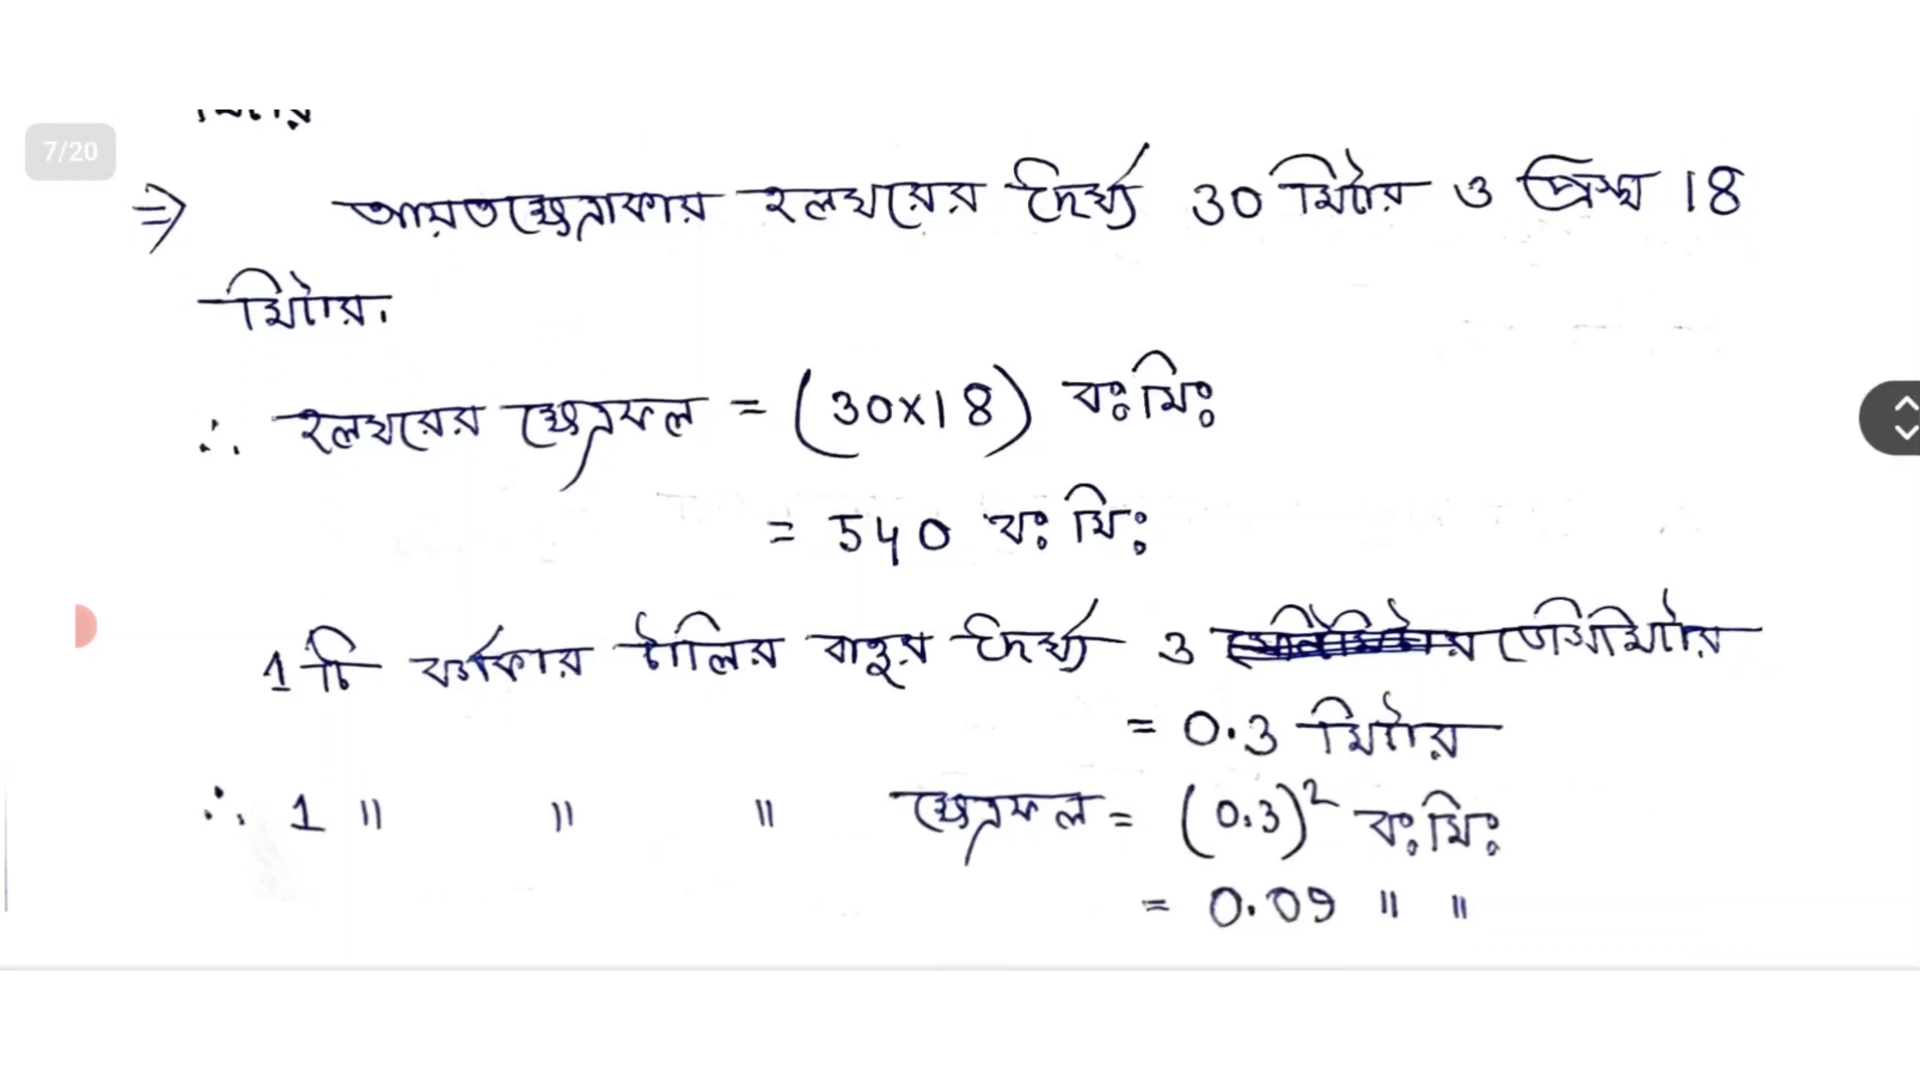 7/20
⇒ আয়তক্ষেত্রাকার হলঘরের দৈর্ঘ্য 30 মিটার ও প্রস্থ 18
মিটার।
∴ হলঘরের ক্ষেত্রফল = (30×18) বঃমিঃ
= 540 বঃ মিঃ
1 টি বর্গাকার টালির বাহুর দৈর্ঘ্য 3 ডেসিমিটার
= 0.3 মিটার
∴ 1 " " " ক্ষেত্রফল = (0.3)² বঃমিঃ
= 0.09 " "